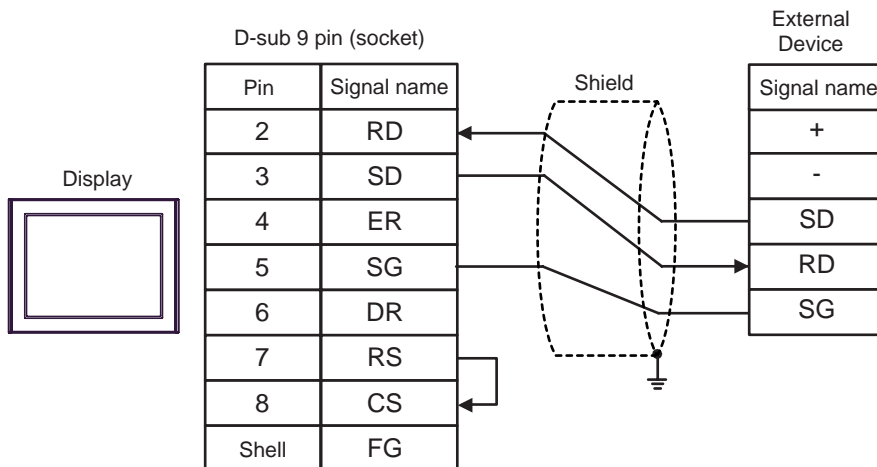 External
Device
D-sub 9 pin (socket)
Pin Signal name
Shield
Signal name
2 RD
+
3 SD
-
Display
4 ER
SD
5 SG
RD
6 DR
SG
7 RS
8 CS
Shell FG